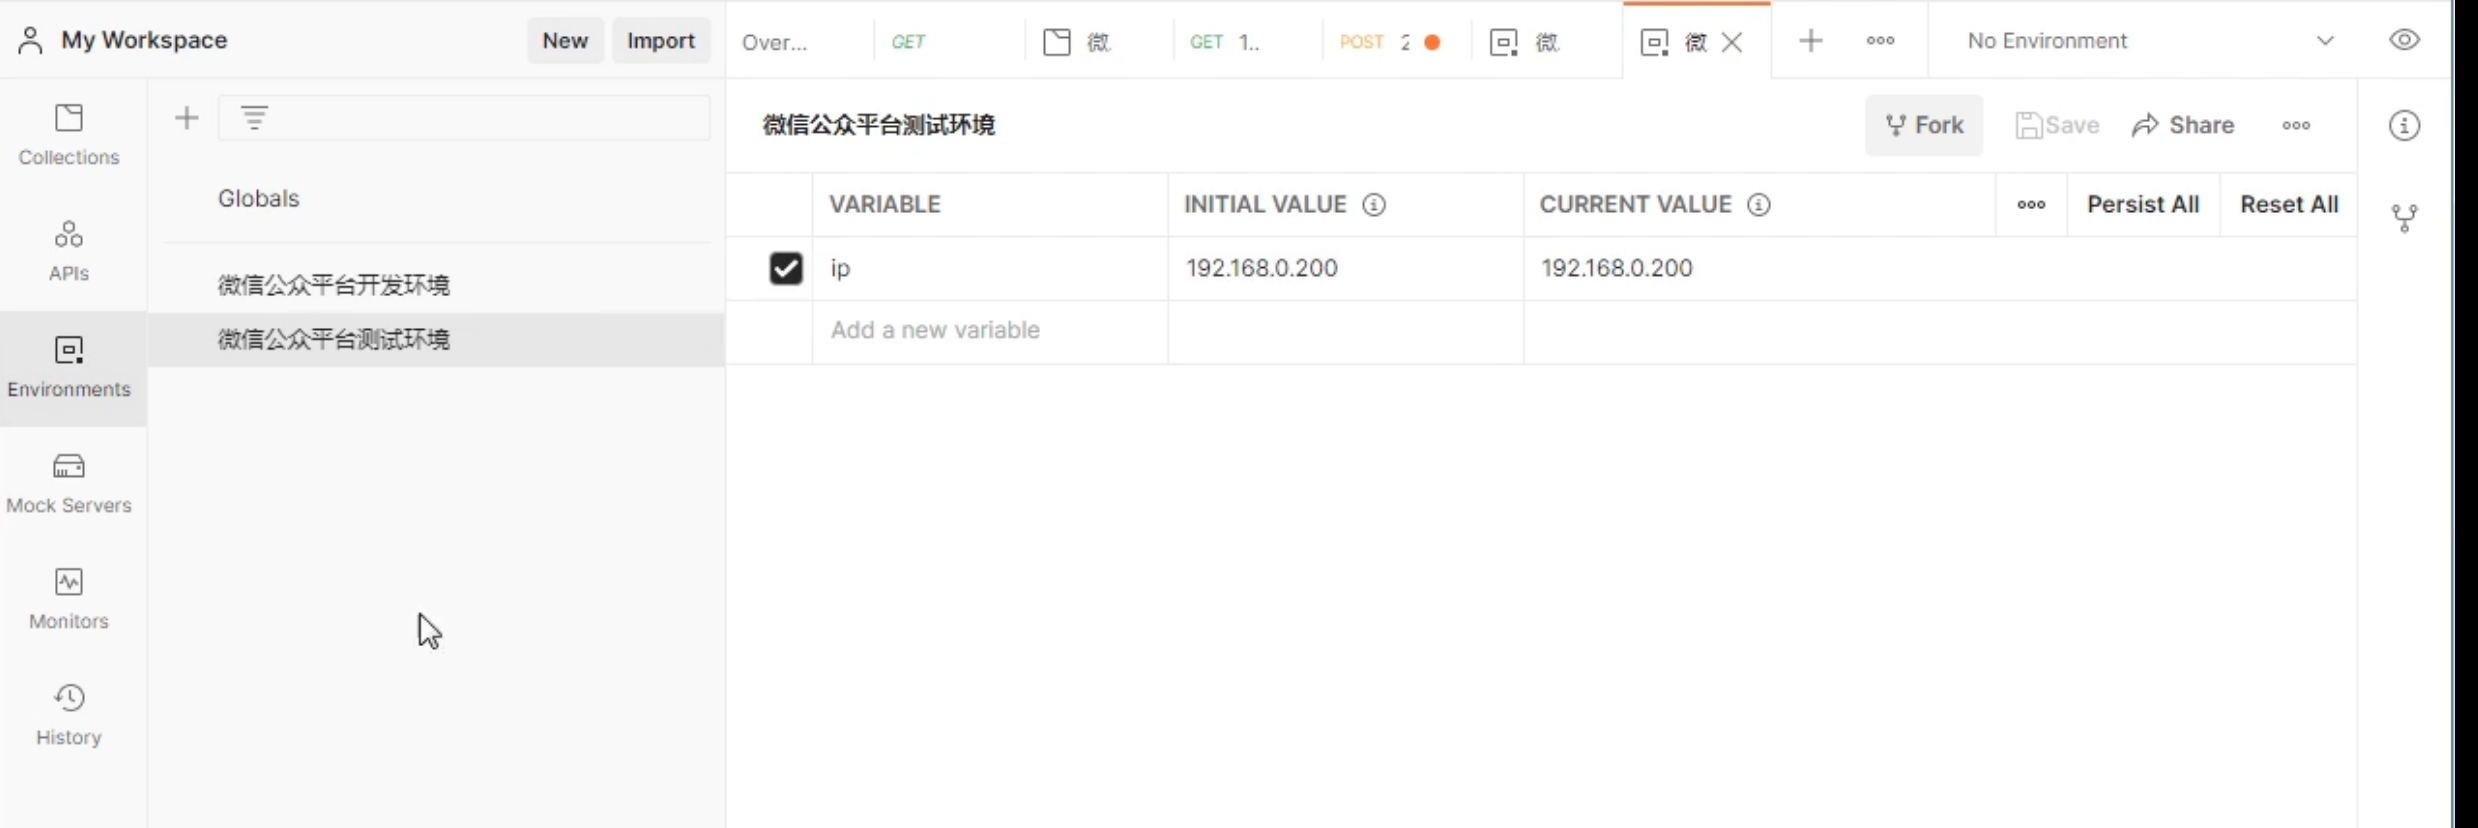 My Workspace New Import Over... GET 微. GET 1.. POST 2 微. 微 No Environment
Collections
APIs
Environments
Mock Servers
Monitors
History
Globals
微信公众平台开发环境
微信公众平台测试环境
微信公众平台测试环境 Fork Save Share
VARIABLE INITIAL VALUE CURRENT VALUE Persist All Reset All
ip 192.168.0.200 192.168.0.200
Add a new variable